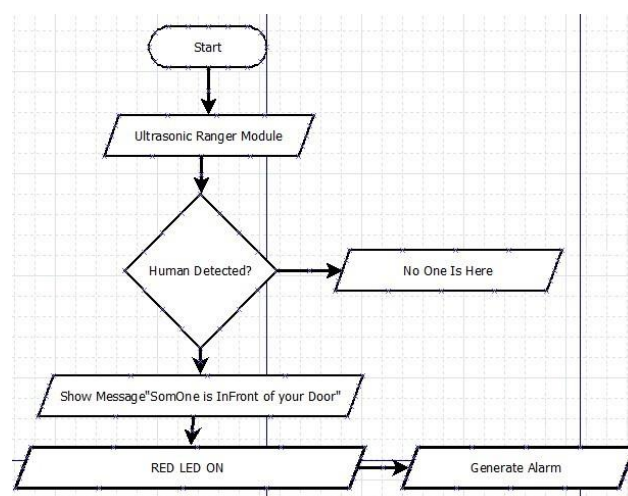 Start
Ultrasonic Ranger Module
Human Detected?
No One Is Here
Show Message"SomOne is InFront of your Door"
RED LED ON
Generate Alarm